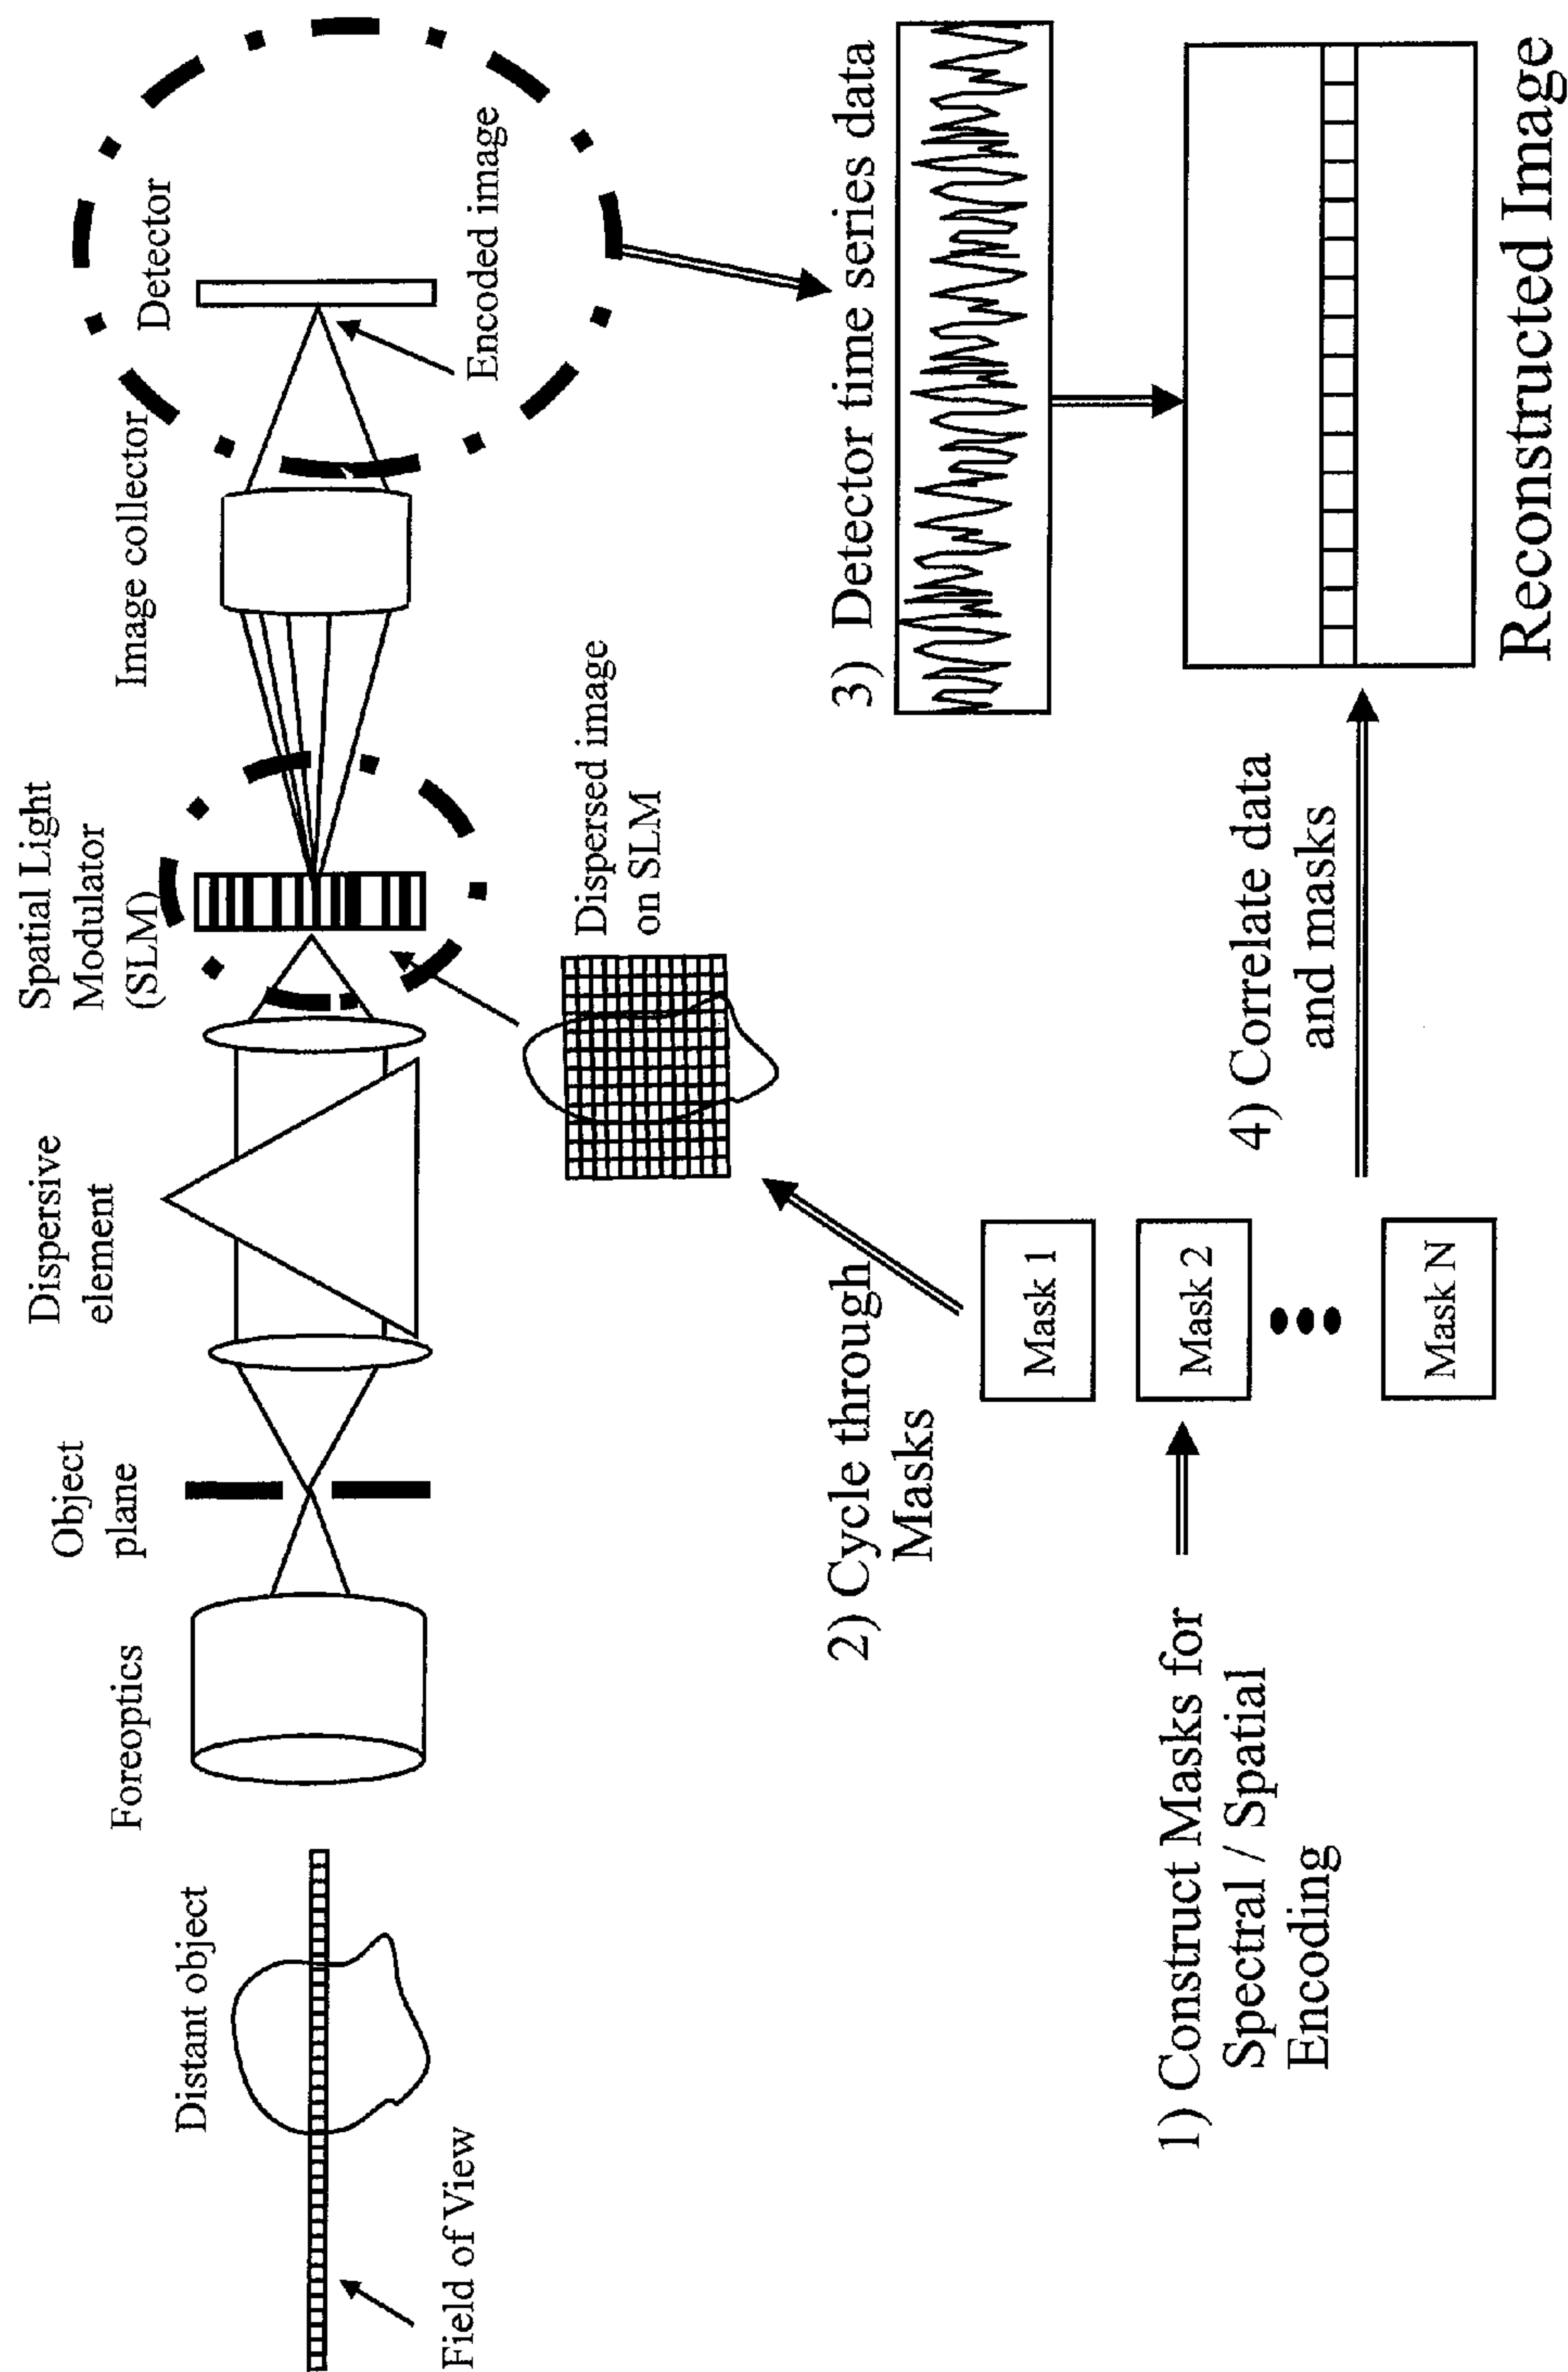 Distant object
Field of View
Foreoptics
Object
plane
Dispersive
element
Spatial Light
Modulator
(SLM)
Image collector
Detector
Encoded image
Dispersed image
on SLM
1) Construct Masks for
Spectral / Spatial
Encoding
2) Cycle through
Masks
Mask 1
Mask 2
Mask N
3) Detector time series data
4) Correlate data
and masks
Reconstructed Image